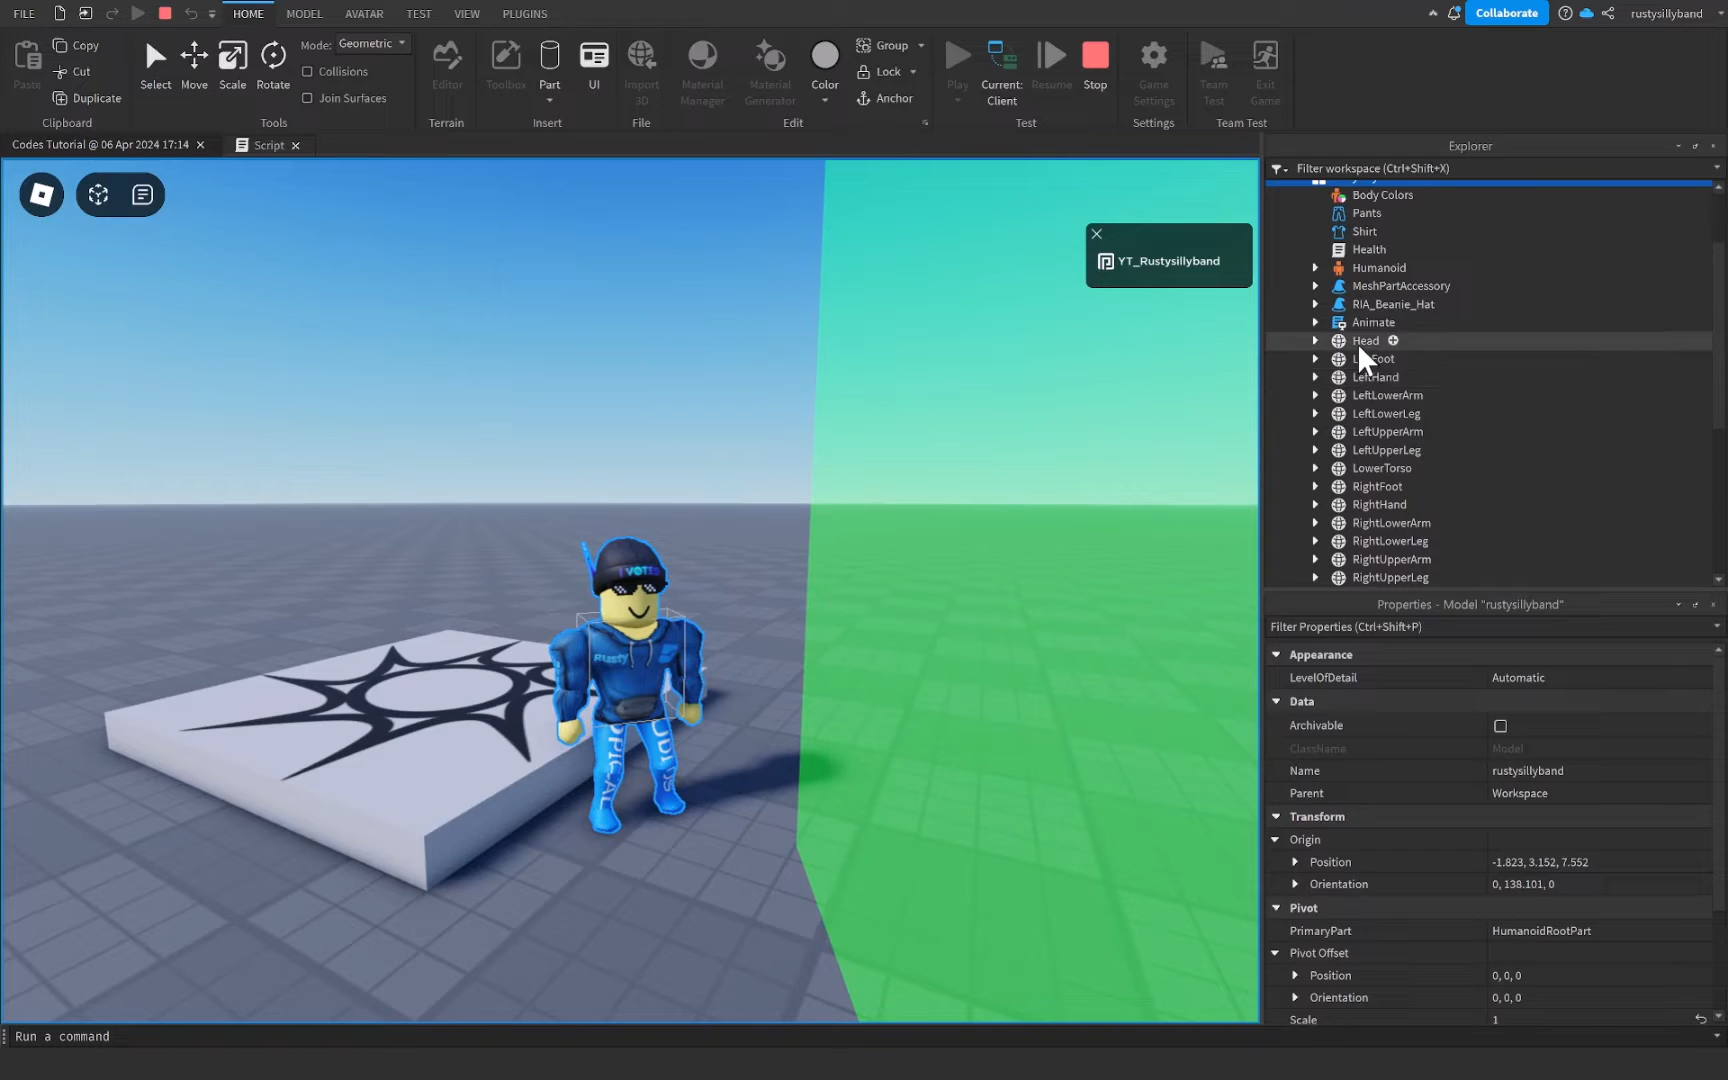 FILE HOME MODEL AVATAR TEST VIEW PLUGINS Collaborate rustysillyband
Paste Copy Cut Duplicate
Clipboard
Select Move Scale Rotate
Mode: Geometric
Collisions
Join Surfaces
Tools
Editor
Terrain
Toolbox Part UI
Insert
Import 3D
File
Material Manager
Material Generator
Color
Group
Lock
Anchor
Edit
Play
Current: Client
Resume
Stop
Test
Game Settings
Settings
Team Test
Exit Game
Team Test
Codes Tutorial @ 06 Apr 2024 17:14
Script
YT_Rustysillyband
I VOTED
Rusty
Explorer
Filter workspace (Ctrl+Shift+X)
Body Colors
Pants
Shirt
Health
Humanoid
MeshPartAccessory
RIA_Beanie_Hat
Animate
Head
LeftFoot
LeftHand
LeftLowerArm
LeftLowerLeg
LeftUpperArm
LeftUpperLeg
LowerTorso
RightFoot
RightHand
RightLowerArm
RightLowerLeg
RightUpperArm
RightUpperLeg
Properties - Model "rustysillyband"
Filter Properties (Ctrl+Shift+P)
Appearance
LevelOfDetail Automatic
Data
Archivable
ClassName Model
Name rustysillyband
Parent Workspace
Transform
Origin
Position -1.823, 3.152, 7.552
Orientation 0, 138.101, 0
Pivot
PrimaryPart HumanoidRootPart
Pivot Offset
Position 0, 0, 0
Orientation 0, 0, 0
Scale 1
Run a command